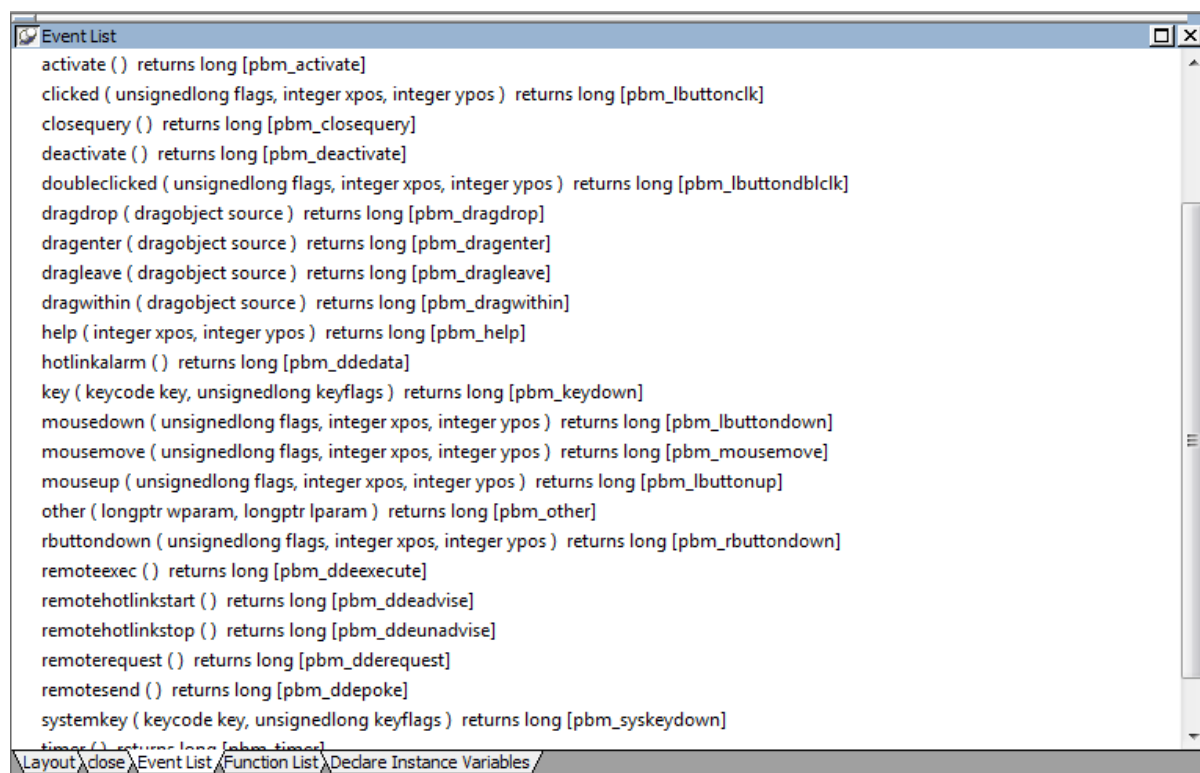 Event List
activate ( )  returns long [pbm_activate]
clicked ( unsignedlong flags, integer xpos, integer ypos )  returns long [pbm_lbuttonclk]
closequery ( )  returns long [pbm_closequery]
deactivate ( )  returns long [pbm_deactivate]
doubleclicked ( unsignedlong flags, integer xpos, integer ypos )  returns long [pbm_lbuttondblclk]
dragdrop ( dragobject source )  returns long [pbm_dragdrop]
dragenter ( dragobject source )  returns long [pbm_dragenter]
dragleave ( dragobject source )  returns long [pbm_dragleave]
dragwithin ( dragobject source )  returns long [pbm_dragwithin]
help ( integer xpos, integer ypos )  returns long [pbm_help]
hotlinkalarm ( )  returns long [pbm_ddedata]
key ( keycode key, unsignedlong keyflags )  returns long [pbm_keydown]
mousedown ( unsignedlong flags, integer xpos, integer ypos )  returns long [pbm_lbuttondown]
mousemove ( unsignedlong flags, integer xpos, integer ypos )  returns long [pbm_mousemove]
mouseup ( unsignedlong flags, integer xpos, integer ypos )  returns long [pbm_lbuttonup]
other ( longptr wparam, longptr lparam )  returns long [pbm_other]
rbuttondown ( unsignedlong flags, integer xpos, integer ypos )  returns long [pbm_rbuttondown]
remoteexec ( )  returns long [pbm_ddeexecute]
remotehotlinkstart ( )  returns long [pbm_ddeadvise]
remotehotlinkstop ( )  returns long [pbm_ddeunadvise]
remoterequest ( )  returns long [pbm_dderequest]
remotesend ( )  returns long [pbm_ddepoke]
systemkey ( keycode key, unsignedlong keyflags )  returns long [pbm_syskeydown]
timer ( )  returns long [pbm_timer]
Layout close Event List Function List Declare Instance Variables